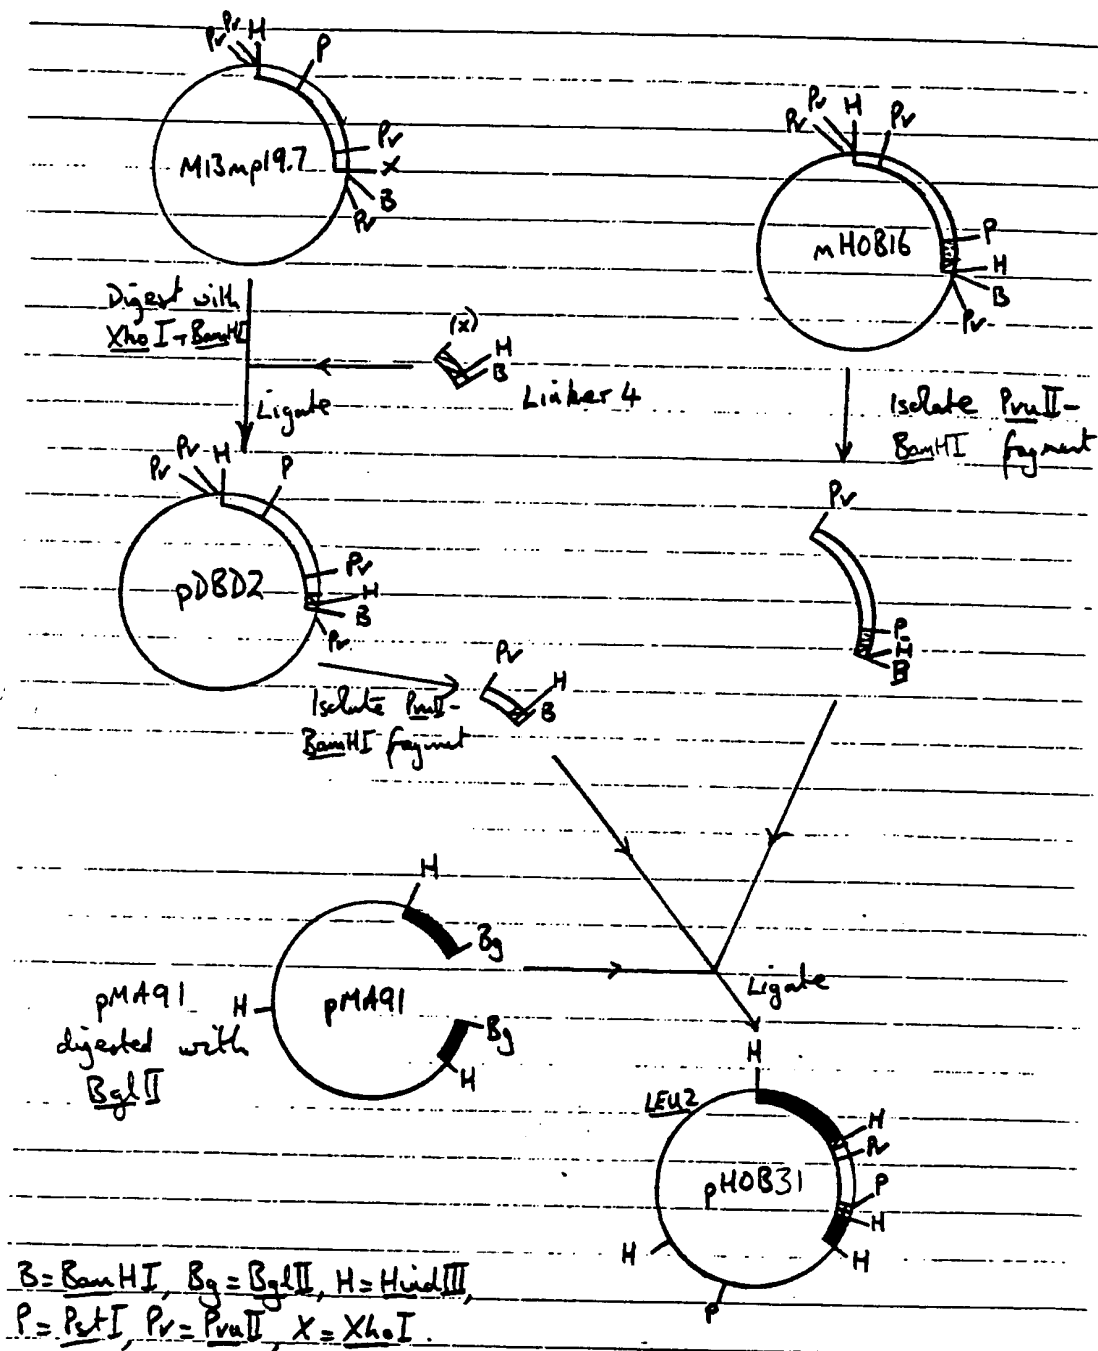 Pv Pv H
P
M13mp19.7
Pv
X
B
Pv
Pv Pv H Pv
mHOB16
P
H
B
Pv
Digest with
XhoI+BamHI
(X)
H
B
Linker 4
Ligate
Isolate PvuII-
BamHI fragment
Pv Pv H P
pDBD2
Pv
H
B
Pv
Pv
P
H
B
Isolate PvuII-
BamHI fragment
Pv
H
B
H
Bg
pMA91
digested with
BglII
H
pMA91
Bg
H
Ligate
H
LEU2
H
Pv
pHOB31
P
H
H
H
P
B=BamHI, Bg=BglII, H=HindIII,
P=PstI, Pv=PvuII, X=XhoI.